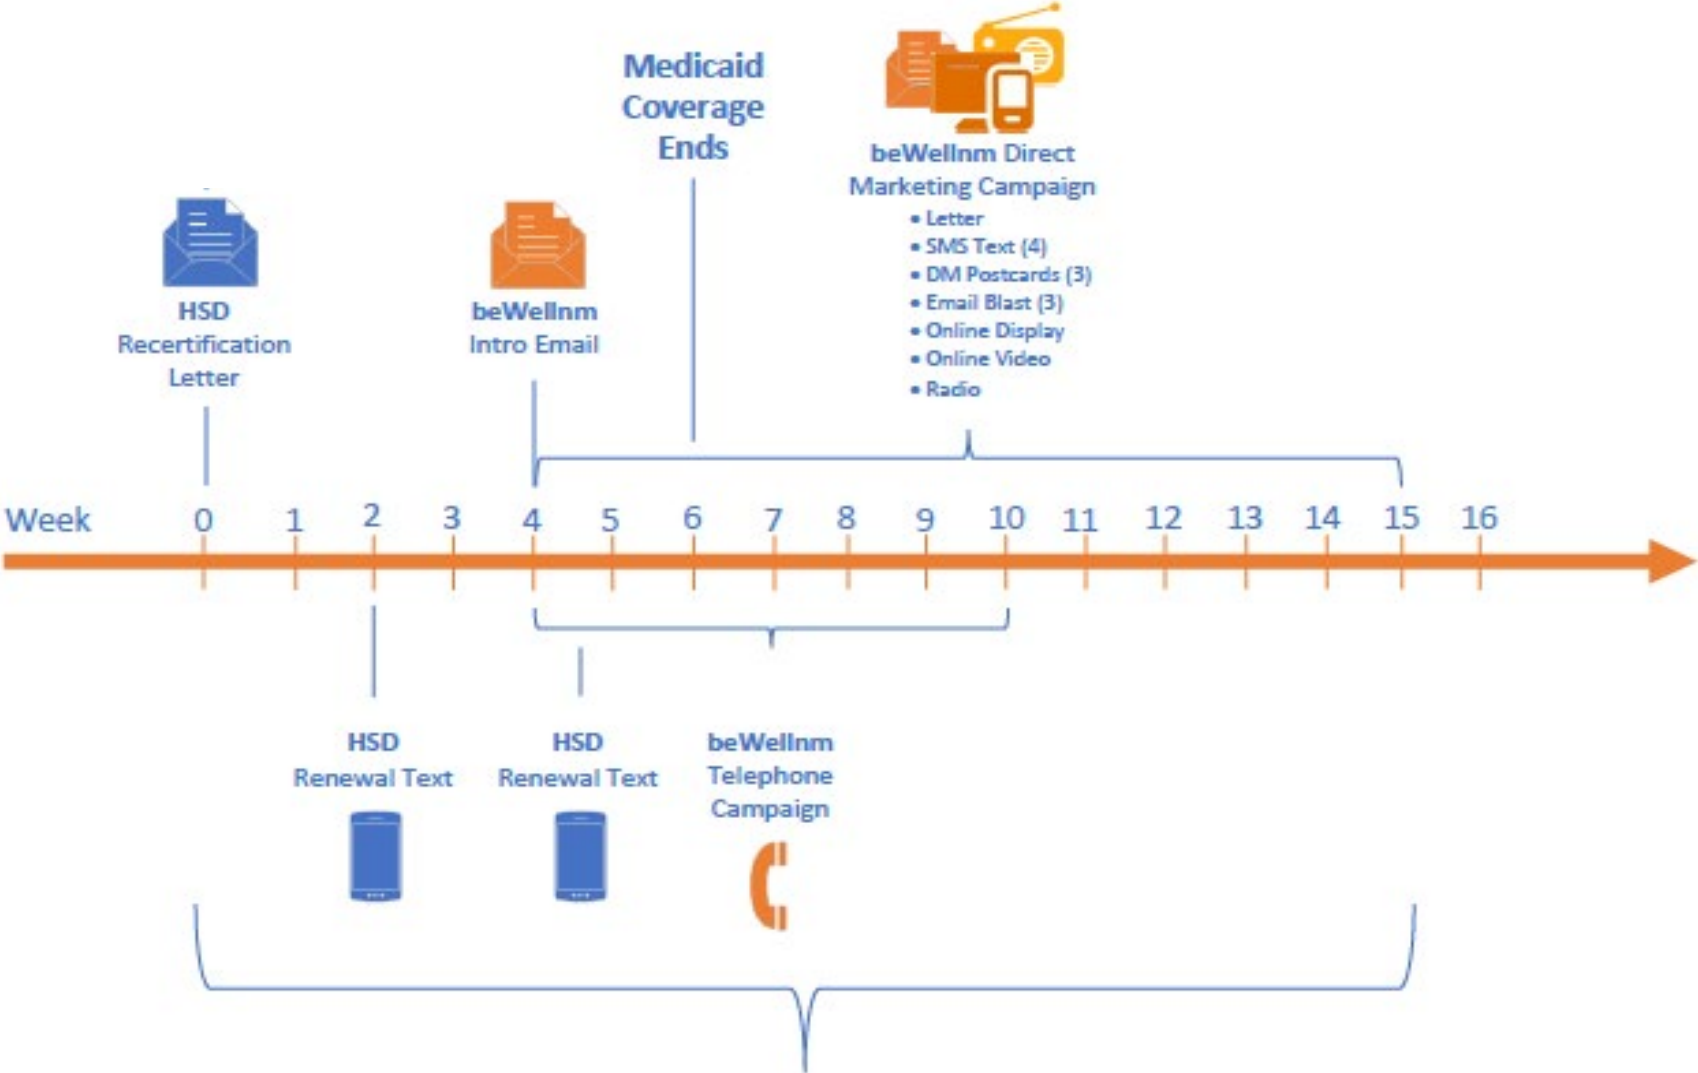 Medicaid
Coverage
Ends
beWellnm Direct
Marketing Campaign
• Letter
• SMS Text (4)
• DM Postcards (3)
• Email Blast (3)
• Online Display
• Online Video
• Radio
HSD
Recertification
Letter
beWellnm
Intro Email
Week 0 1 2 3 4 5 6 7 8 9 10 11 12 13 14 15 16
HSD
Renewal Text
HSD
Renewal Text
beWellnm
Telephone
Campaign